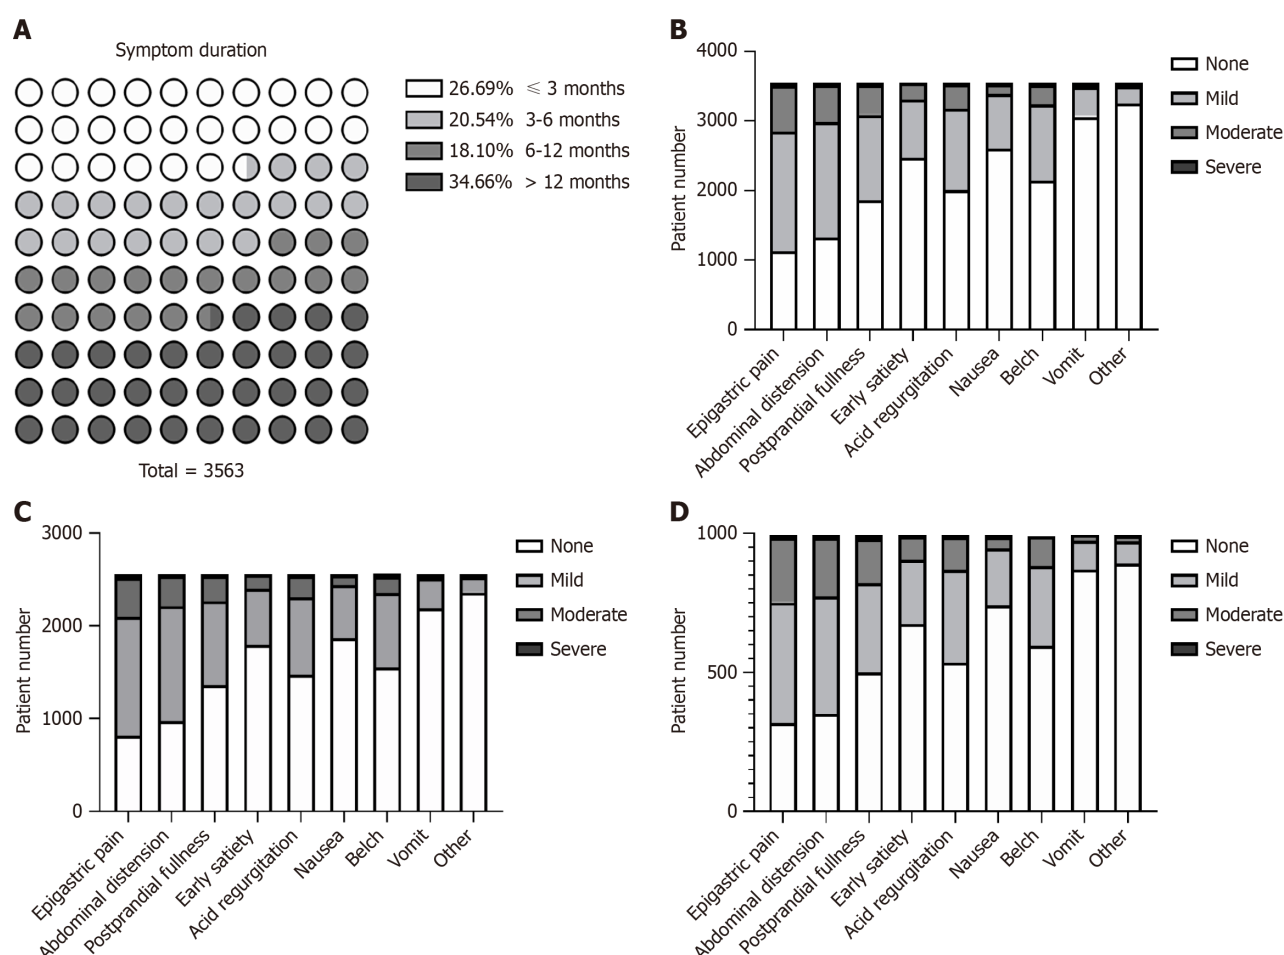 A
Symptom duration
26.69% ⩽ 3 months
20.54% 3-6 months
18.10% 6-12 months
34.66% > 12 months
Total = 3563
B
Patient number
4000
3000
2000
1000
0
None
Mild
Moderate
Severe
Epigastric pain
Abdominal distension
Postprandial fullness
Early satiety
Acid regurgitation
Nausea
Belch
Vomit
Other
C
Patient number
3000
2000
1000
0
None
Mild
Moderate
Severe
Epigastric pain
Abdominal distension
Postprandial fullness
Early satiety
Acid regurgitation
Nausea
Belch
Vomit
Other
D
Patient number
1000
500
0
None
Mild
Moderate
Severe
Epigastric pain
Abdominal distension
Postprandial fullness
Early satiety
Acid regurgitation
Nausea
Belch
Vomit
Other